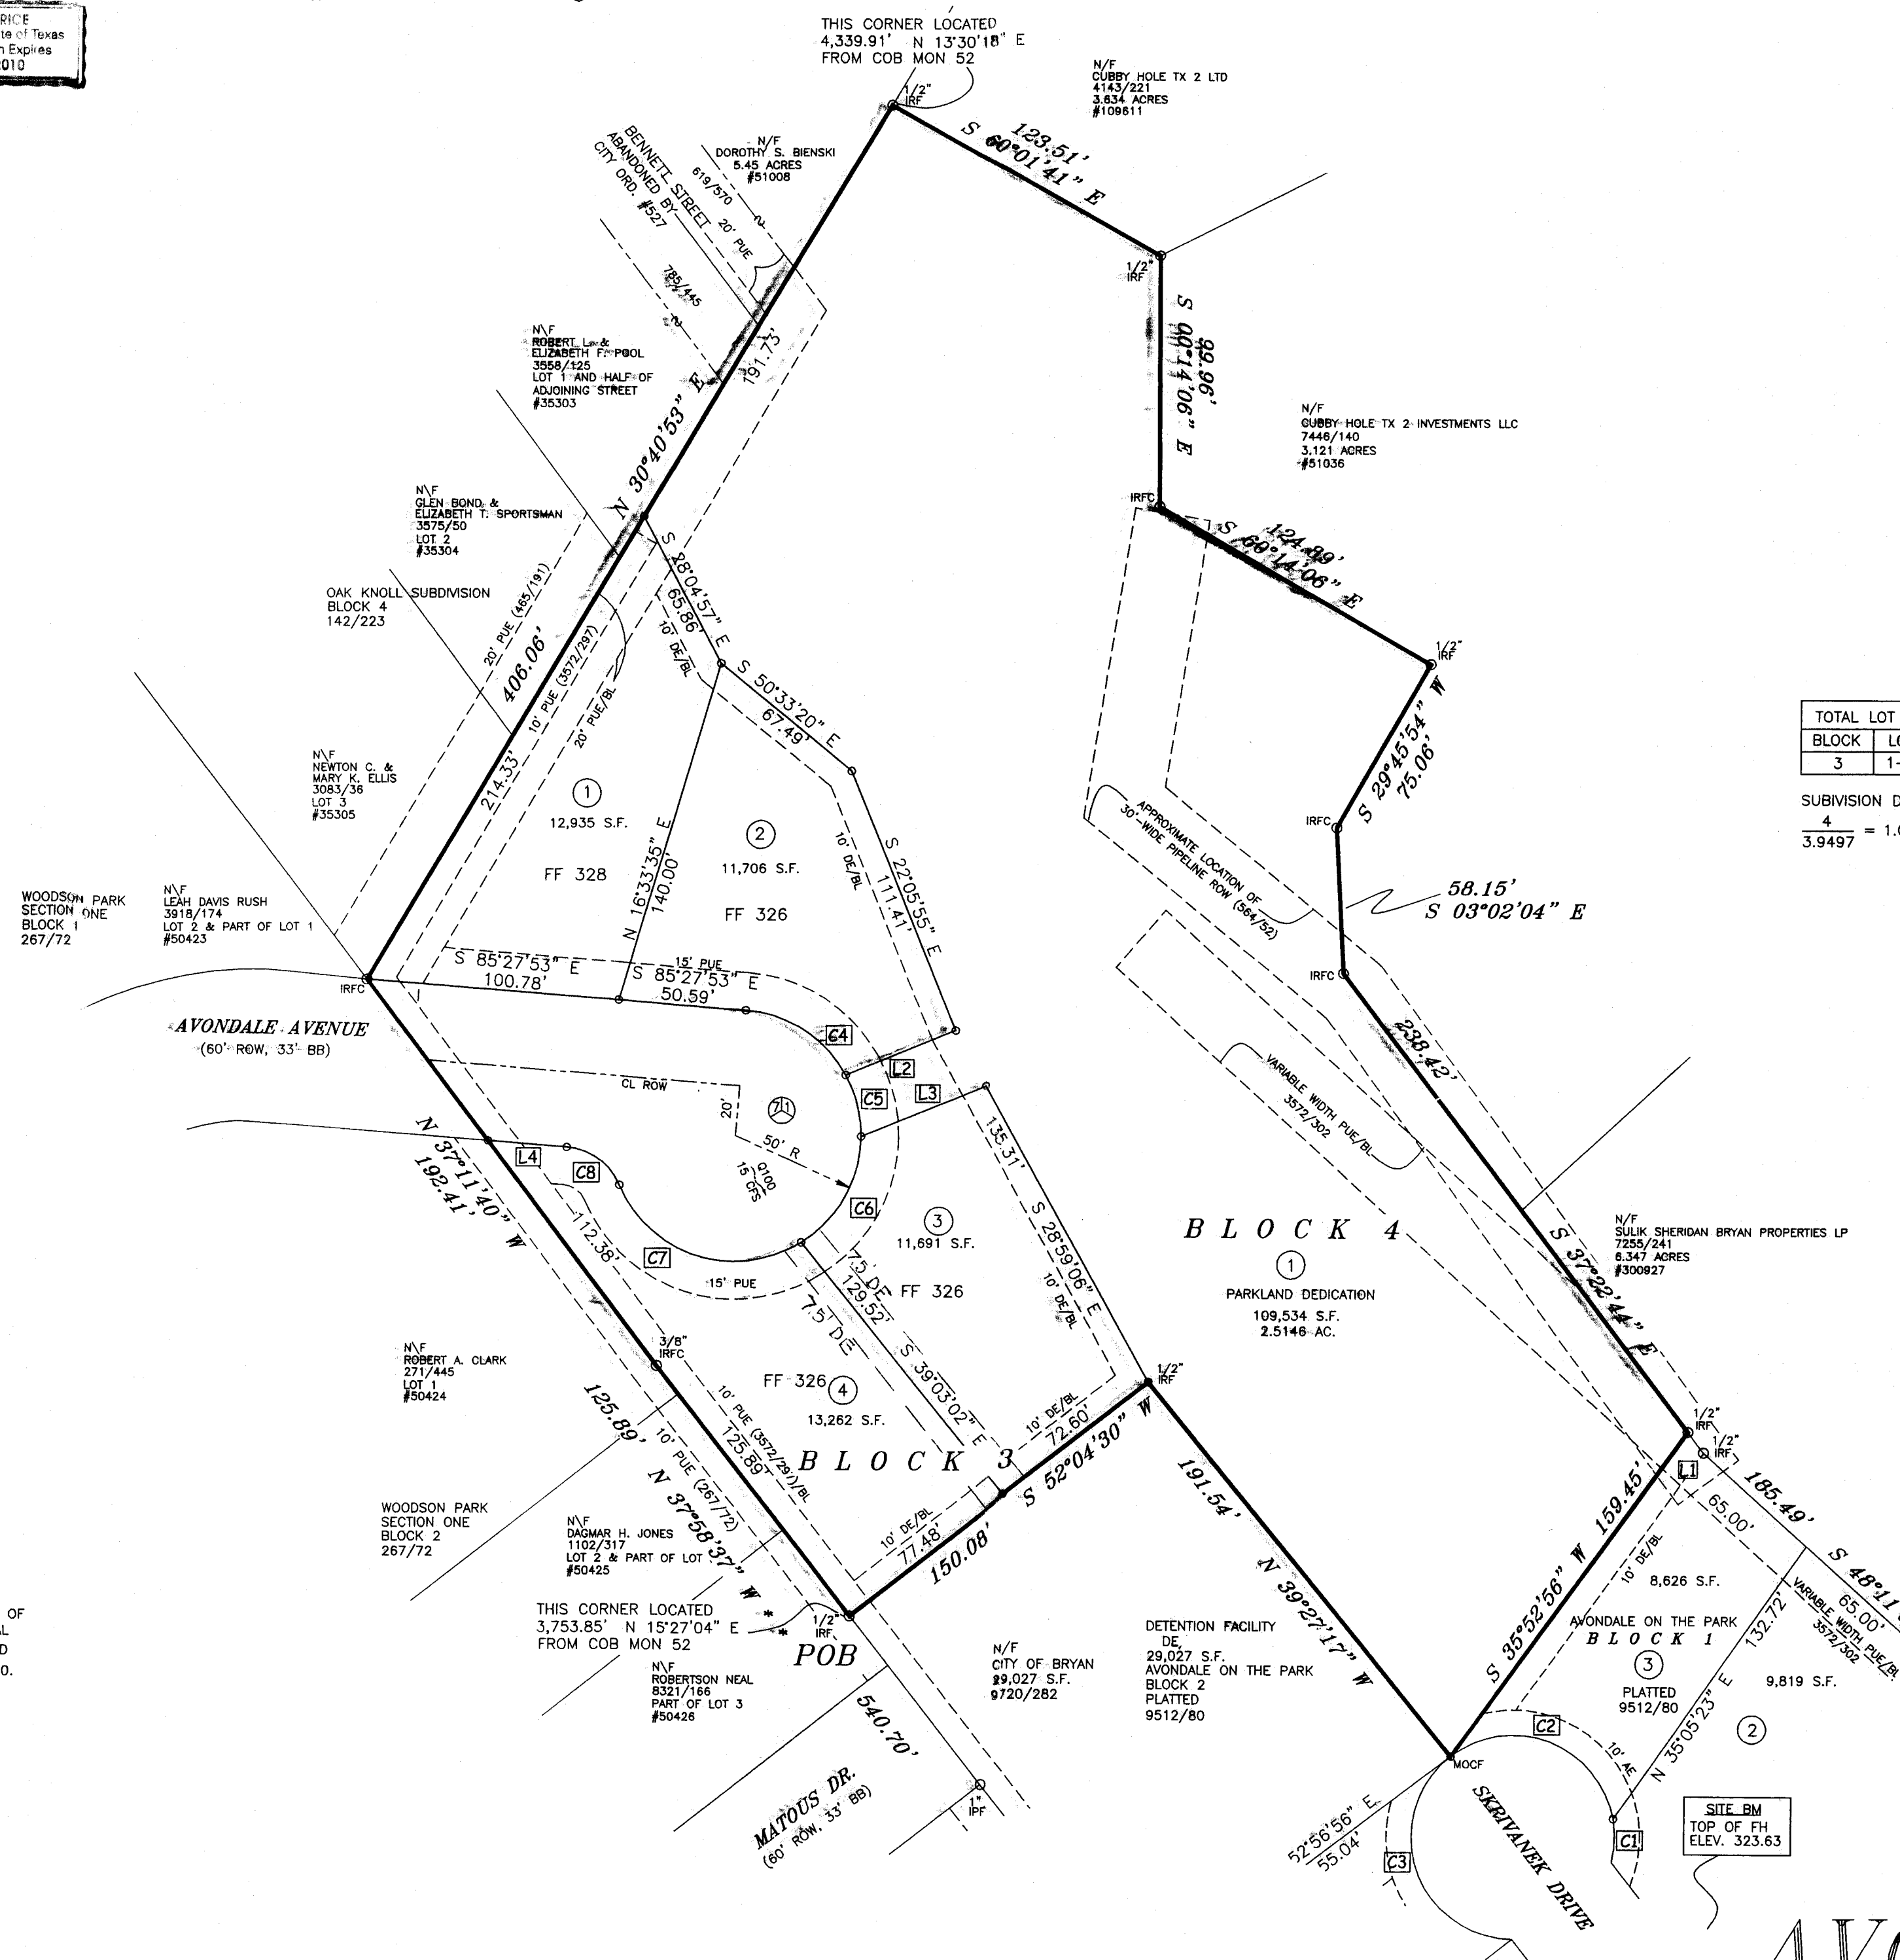 RICE
te of Texas
n Expires
010
THIS CORNER LOCATED
4,339.91' N 13°30'18" E
FROM COB MON 52
1/2"
IRF
N/F
CUBBY HOLE TX 2 LTD
4143/221
3.634 ACRES
#109611
123.51'
S 60°01'41" E
N/F
DOROTHY S. BIENSKI
5.45 ACRES
#51008
619/570
BENNETT STREET
ABANDONED BY
CITY ORD. #527
20' PUE
785/445
191.73'
1/2"
IRF
99.96'
S 00°14'06" E
N\F
ROBERT L. &
ELIZABETH F. POOL
3558/125
LOT 1 AND HALF OF
ADJOINING STREET
#35303
N 30°40'53" E
406.06'
N/F
CUBBY HOLE TX 2 INVESTMENTS LLC
7446/140
3.121 ACRES
#51036
IRFC
124.89'
S 60°14'06" E
1/2"
IRF
N\F
GLEN BOND &
ELIZABETH T. SPORTSMAN
3575/50
LOT 2
#35304
OAK KNOLL SUBDIVISION
BLOCK 4
142/223
20' PUE (465/191)
10' PUE (3572/297)
20' PUE/BL
214.33'
S 28°04'57" E
65.86'
10' DE/BL
S 50°33'20" E
67.49'
S 29°45'54" W
75.06'
IRFC
TOTAL LOT
BLOCK
3 1-
SUBIVISION D
4
3.9497 = 1.0
N\F
NEWTON C. &
MARY K. ELLIS
3083/36
LOT 3
#35305
1
12,935 S.F.
FF 328
N 16°33'35" E
140.00'
2
11,706 S.F.
FF 326
10' DE/BL
S 22°05'55" E
111.41'
APPROXIMATE LOCATION OF
30'-WIDE PIPELINE ROW (564/52)
58.15'
S 03°02'04" E
IRFC
WOODSON PARK
SECTION ONE
BLOCK 1
267/72
N\F
LEAH DAVIS RUSH
3918/174
LOT 2 & PART OF LOT 1
#50423
IRFC
S 85°27'53" E
100.78'
15' PUE
S 85°27'53" E
50.59'
AVONDALE AVENUE
(60' ROW, 33' BB)
CL ROW
20'
50' R
7 1
Q100
15 CFS
C4
L2
C5
L3
C6
C7
C8
L4
15' PUE
N 37°11'40" W
192.41'
112.38'
238.42'
S 37°22'44" E
VARIABLE WIDTH PUE/BL
3572/302
135.31'
S 28°59'06" E
10' DE/BL
3
11,691 S.F.
FF 326
7.5' DE
129.52'
7.5' DE
S 39°03'02" E
BLOCK 4
1
PARKLAND DEDICATION
109,534 S.F.
2.5146 AC.
N/F
SULIK SHERIDAN BRYAN PROPERTIES LP
7255/241
6.347 ACRES
#300927
3/8"
IRFC
N\F
ROBERT A. CLARK
271/445
LOT 1
#50424
FF 326
4
13,262 S.F.
BLOCK 3
1/2"
IRF
10' DE/BL
72.60'
S 52°04'30" W
150.08'
10' DE/BL
77.48'
125.89'
N 37°58'37" W
10' PUE (3572/297)/BL
125.89'
10' PUE (267/72)
1/2"
IRF
1/2"
IRF
L1
185.49'
65.00'
S 48°11'
WOODSON PARK
SECTION ONE
BLOCK 2
267/72
N\F
DAGMAR H. JONES
1102/317
LOT 2 & PART OF LOT
#50425
THIS CORNER LOCATED
3,753.85' N 15°27'04" E
FROM COB MON 52
* *
1/2"
IRF
POB
191.54'
N 39°27'17" W
S 35°52'56" W
159.45'
10' DE/BL
8,626 S.F.
AVONDALE ON THE PARK
BLOCK 1
3
PLATTED
9512/80
132.72'
N 35°05'23" E
VARIABLE WIDTH PUE/BL
3572/302
65.00'
9,819 S.F.
2
N\F
ROBERTSON NEAL
8321/166
PART OF LOT 3
#50426
N/F
CITY OF BRYAN
29,027 S.F.
9720/282
DETENTION FACILITY
DE,
29,027 S.F.
AVONDALE ON THE PARK
BLOCK 2
PLATTED
9512/80
540.70'
1"
IPF
MATOUS DR.
(60' ROW, 33' BB)
MOCF
C2
10' AE
C1
C3
52°56'56" E
55.04'
SKRIVANEK DRIVE
SITE BM
TOP OF FH
ELEV. 323.63
OF
AL
D
O.
AVO